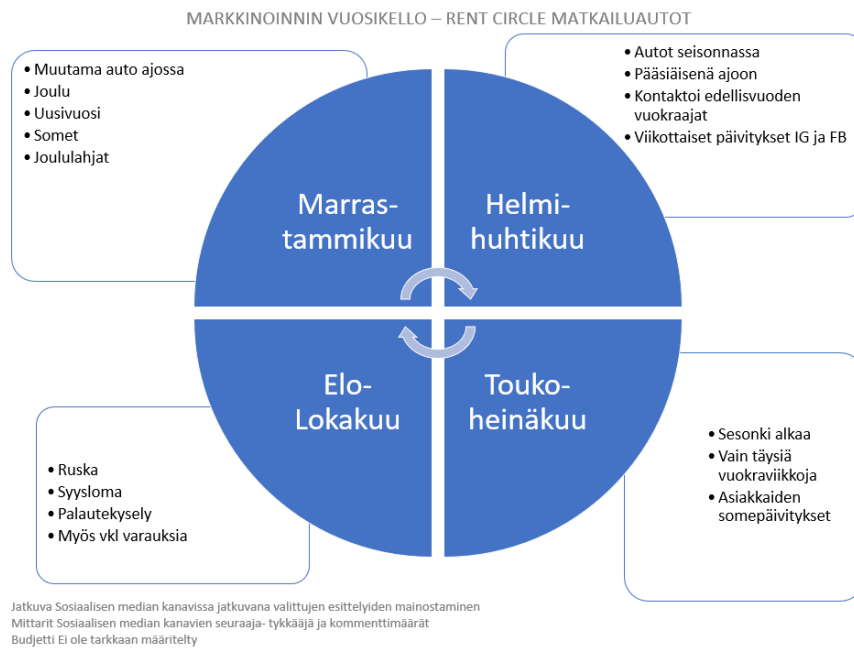 MARKKINOINNIN VUOSIKELLO – RENT CIRCLE MATKAILUAUTOT
• Muutama auto ajossa
• Joulu
• Uusivuosi
• Somet
• Joululahjat
• Autot seisonnassa
• Pääsiäisenä ajoon
• Kontaktoi edellisvuoden
vuokraajat
• Viikottaiset päivitykset IG ja FB
Marras-
tammikuu
Helmi-
huhtikuu
Elo-
Lokakuu
Touko-
heinäkuu
• Ruska
• Syysloma
• Palautekysely
• Myös vkl varauksia
• Sesonki alkaa
• Vain täysiä
vuokraviikkoja
• Asiakkaiden
somepäivitykset
Jatkuva Sosiaalisen median kanavissa jatkuvana valittujen esittelyiden mainostaminen
Mittarit Sosiaalisen median kanavien seuraaja- tykkääjä ja kommenttimäärät
Budjetti Ei ole tarkkaan määritelty